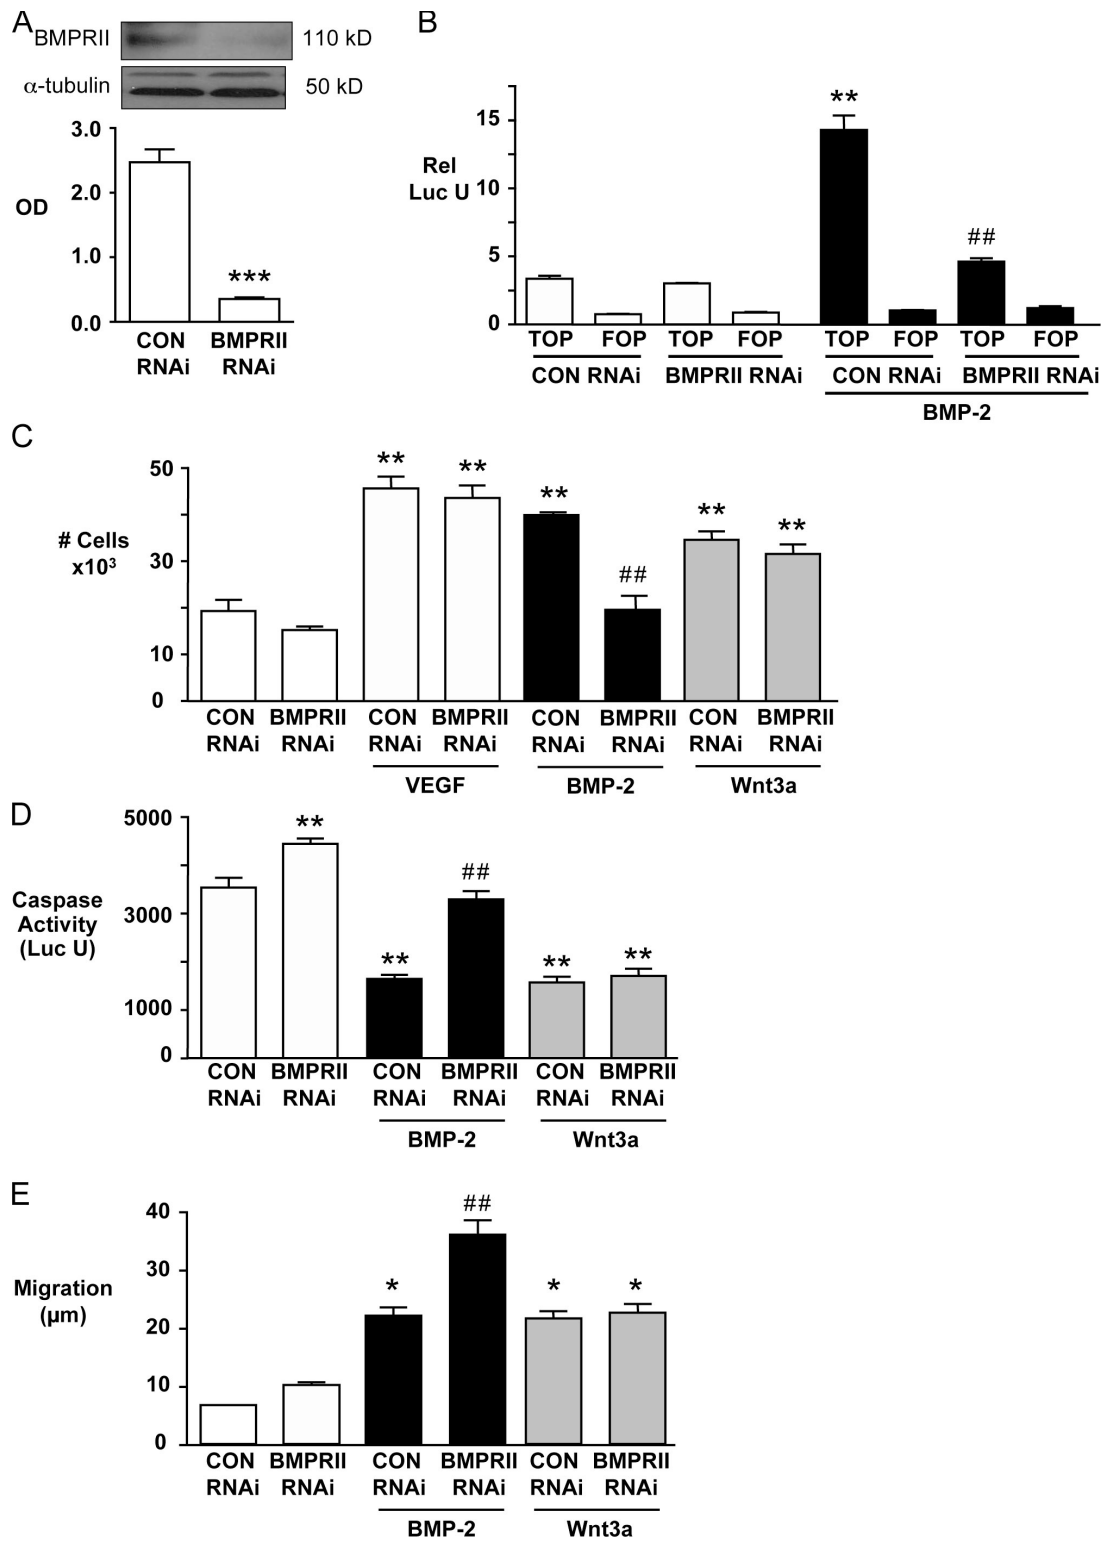 A
BMPRII
110 kD
α-tubulin
50 kD
3.0
2.0
OD
1.0
***
0.0
CON BMPRII
RNAi RNAi
B
**
15
Rel
Luc U
10
##
5
0
TOP FOP TOP FOP TOP FOP TOP FOP
CON RNAi BMPRII RNAi CON RNAi BMPRII RNAi
BMP-2
C
50
** ** ** ** **
# Cells
x10³
30
##
10
0
CON BMPRII CON BMPRII CON BMPRII CON BMPRII
RNAi RNAi RNAi RNAi RNAi RNAi RNAi RNAi
VEGF BMP-2 Wnt3a
D
5000
**
##
Caspase
Activity
(Luc U)
3000
** ** **
1000
0
CON BMPRII CON BMPRII CON BMPRII
RNAi RNAi RNAi RNAi RNAi RNAi
BMP-2 Wnt3a
E
##
40
30
Migration
(µm)
* * *
20
10
0
CON BMPRII CON BMPRII CON BMPRII
RNAi RNAi RNAi RNAi RNAi RNAi
BMP-2 Wnt3a